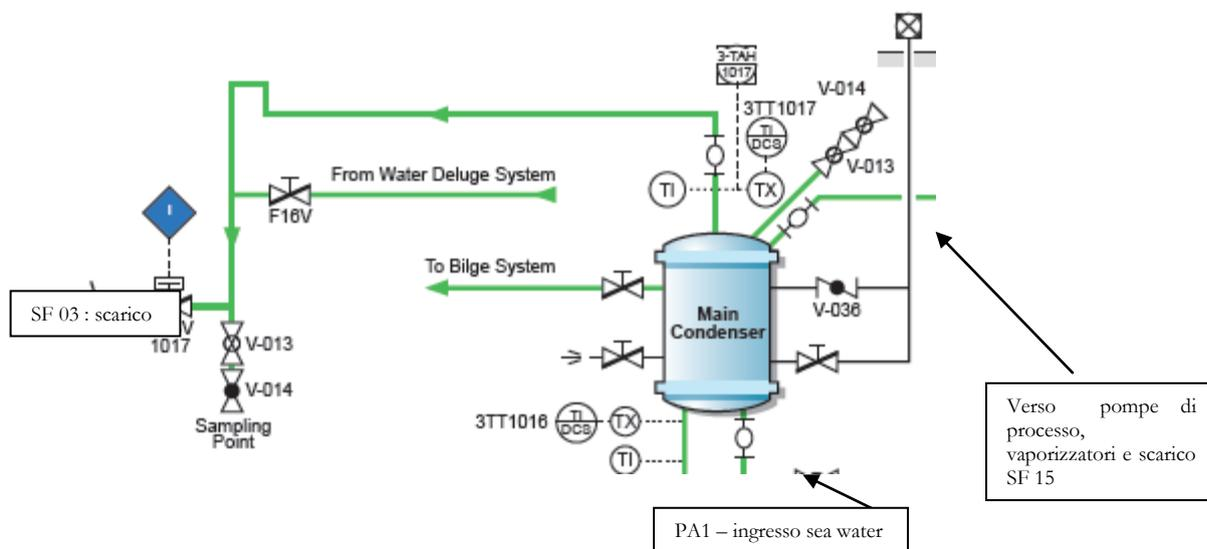 3-TAH
1017
V-014
3TT1017
TI
DCS
From Water Deluge System
TI
TX
V-013
F16V
I
To Bilge System
SF 03 : scarico
V
1017
V-013
V-014
Sampling
Point
Main
Condenser
V-036
3TT1016
TI
DCS
TX
TI
Verso pompe di
processo,
vaporizzatori e scarico
SF 15
PA1 – ingresso sea water